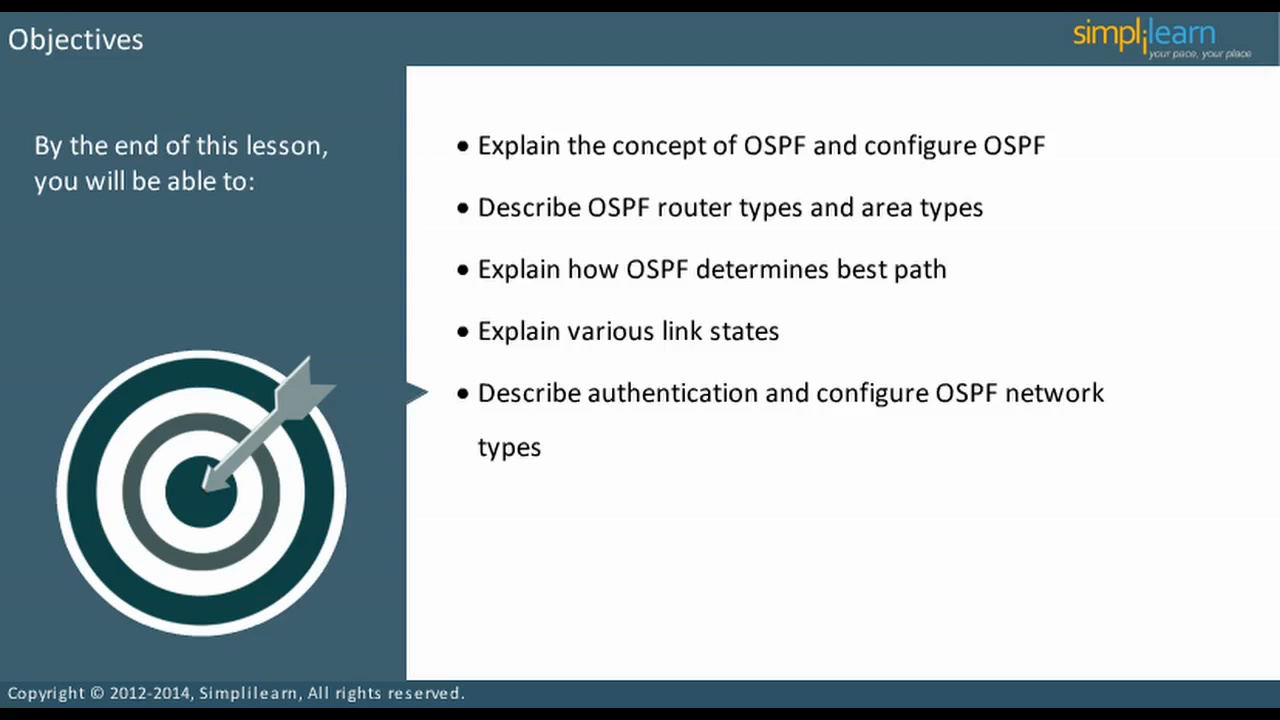 Objectives
simplilearn
your pace, your place
By the end of this lesson,
you will be able to:
• Explain the concept of OSPF and configure OSPF
• Describe OSPF router types and area types
• Explain how OSPF determines best path
• Explain various link states
• Describe authentication and configure OSPF network
types
Copyright © 2012-2014, Simplilearn, All rights reserved.